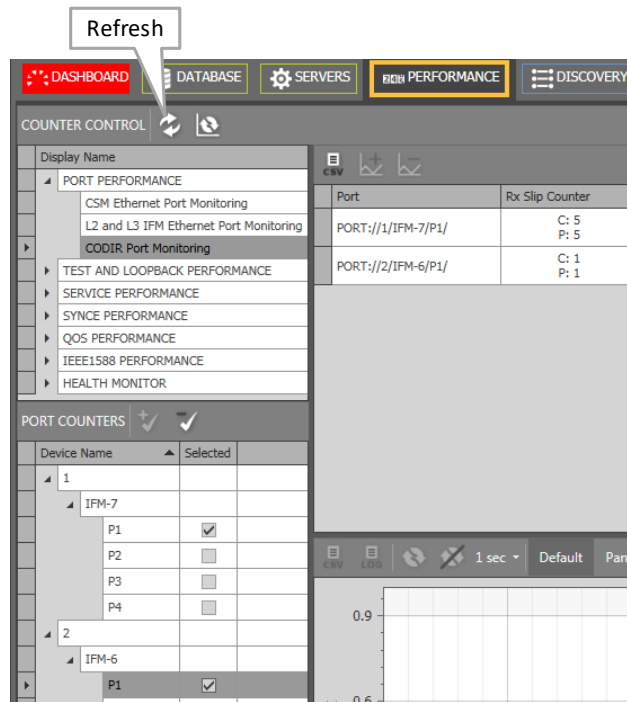 Refresh
DASHBOARD DATABASE SERVERS PERFORMANCE DISCOVERY
COUNTER CONTROL
Display Name
PORT PERFORMANCE
CSM Ethernet Port Monitoring
L2 and L3 IFM Ethernet Port Monitoring
CODIR Port Monitoring
TEST AND LOOPBACK PERFORMANCE
SERVICE PERFORMANCE
SYNCE PERFORMANCE
QOS PERFORMANCE
IEEE1588 PERFORMANCE
HEALTH MONITOR
CSV
Port Rx Slip Counter
PORT://1/IFM-7/P1/ C: 5
P: 5
PORT://2/IFM-6/P1/ C: 1
P: 1
PORT COUNTERS
Device Name Selected
1
IFM-7
P1
P2
P3
P4
2
IFM-6
P1
CSV LOG 1 sec Default Pan
0.9
0.6